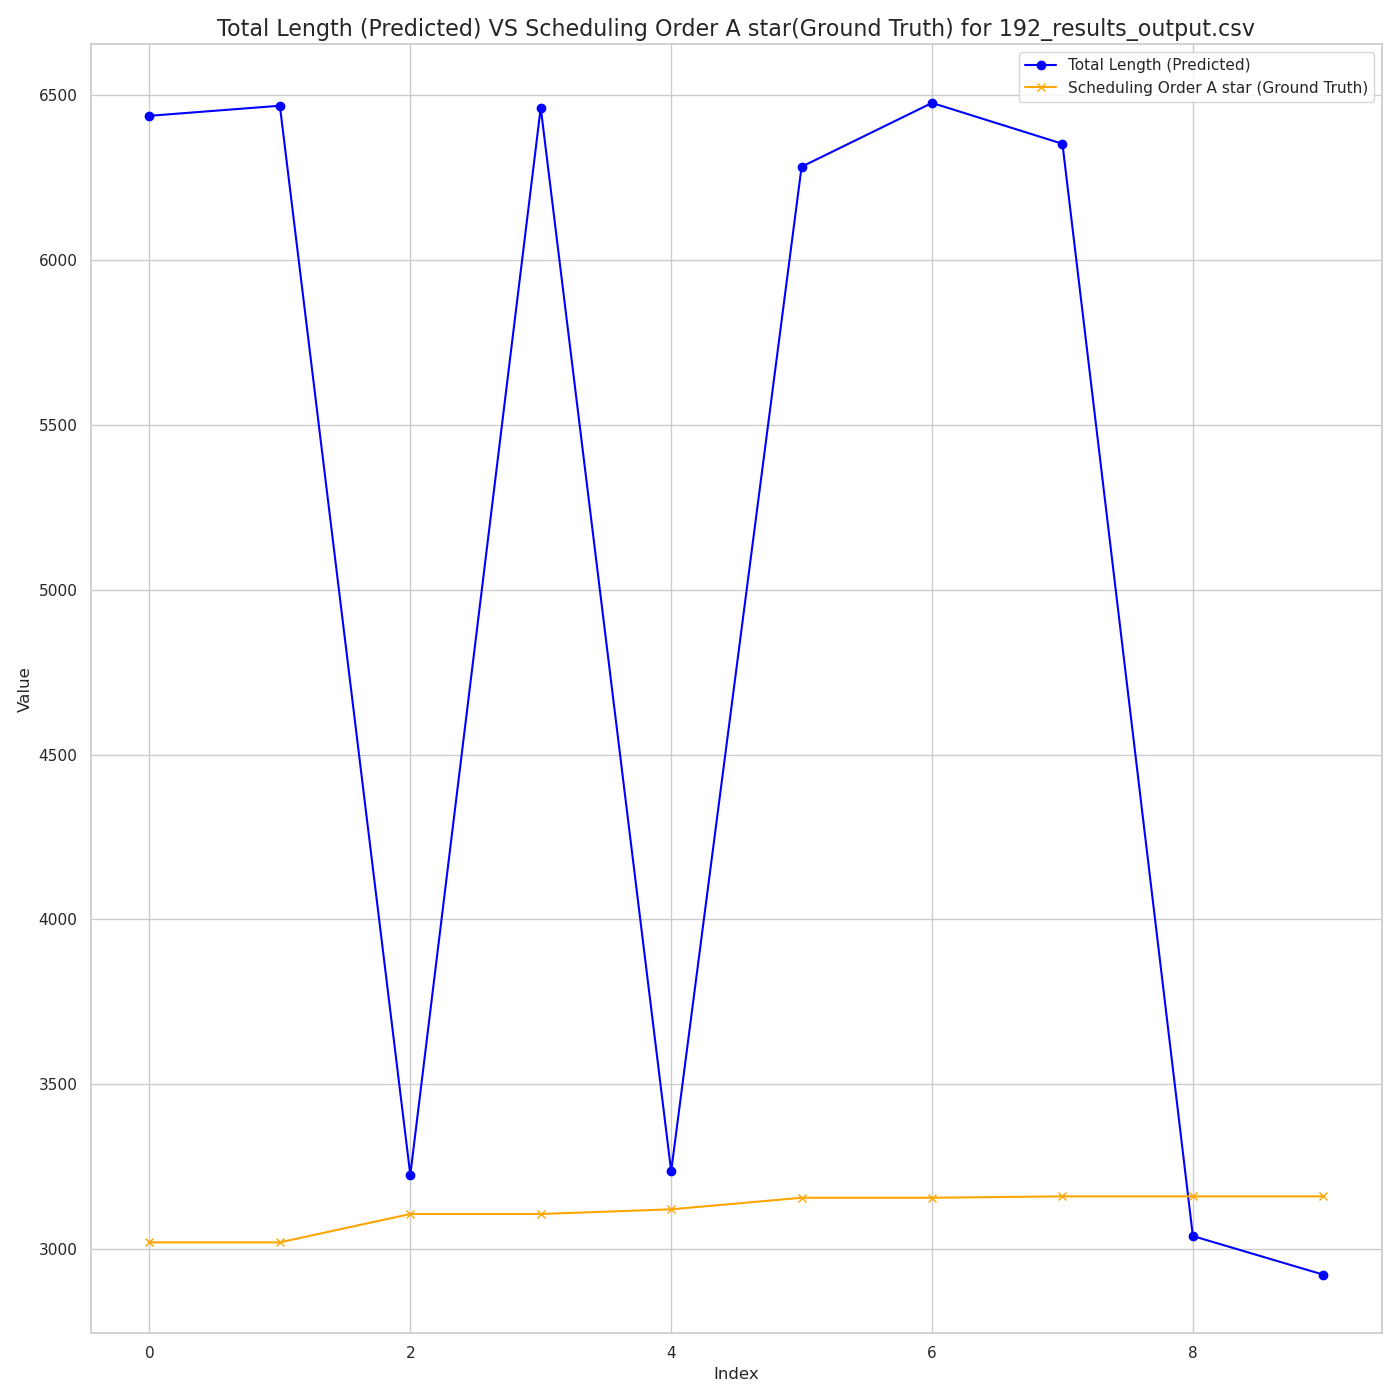 Total Length (Predicted) VS Scheduling Order A star(Ground Truth) for 192_results_output.csv
Total Length (Predicted)
Scheduling Order A star (Ground Truth)
6500
6000
5500
5000
4500
4000
3500
3000
Value
0 2 4 6 8
Index